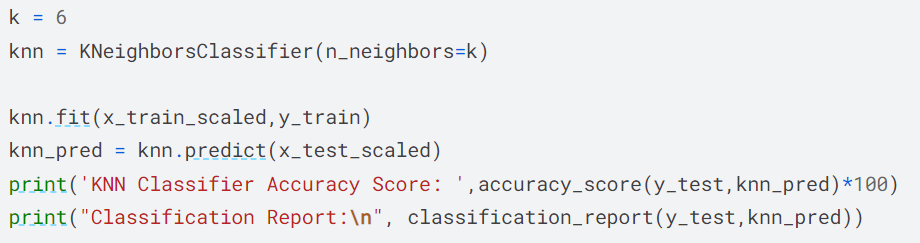 k = 6
knn = KNeighborsClassifier(n_neighbors=k)
knn.fit(x_train_scaled,y_train)
knn_pred = knn.predict(x_test_scaled)
print('KNN Classifier Accuracy Score: ',accuracy_score(y_test,knn_pred)*100)
print("Classification Report:\n", classification_report(y_test,knn_pred))